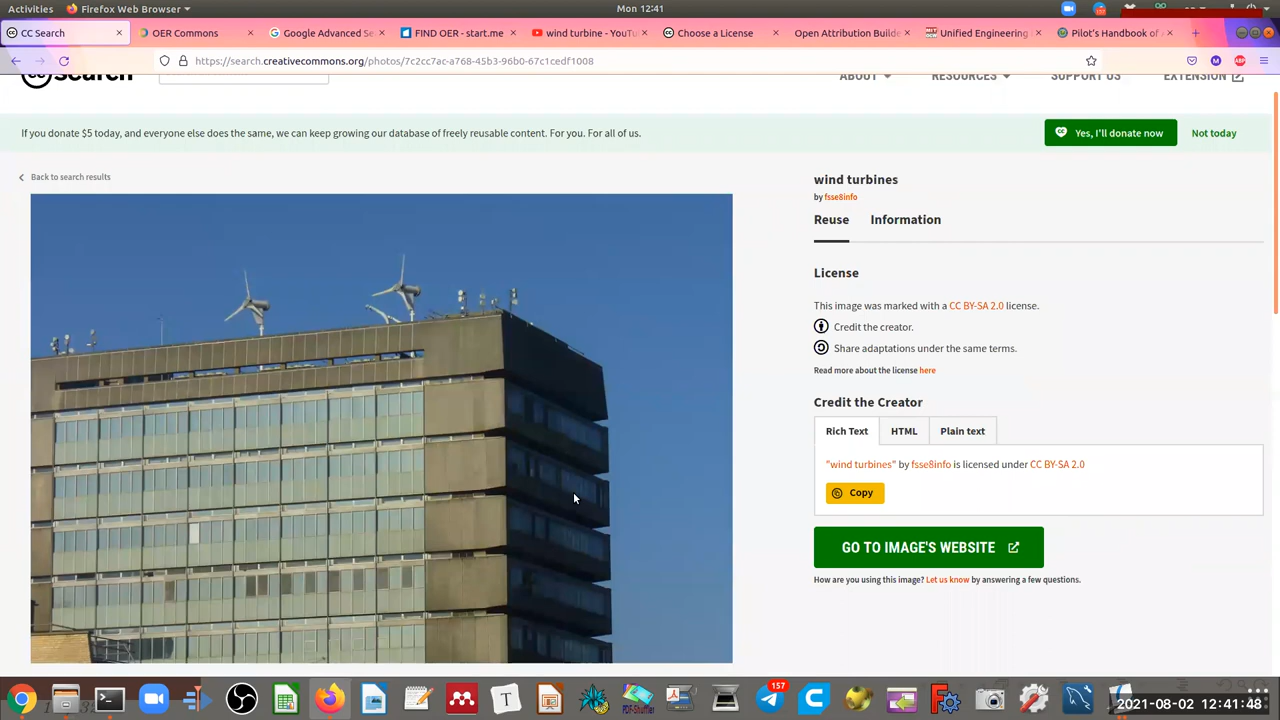 Activities Firefox Web Browser Mon 12:41
CC Search OER Commons Google Advanced Se FIND OER - start.me wind turbine - YouTu Choose a License Open Attribution Builde Unified Engineering Pilot's Handbook of
https://search.creativecommons.org/photos/7c2cc7ac-a768-45b3-96b0-67c1cedf1008
search ABOUT RESOURCES SUPPORT US EXTENSION
If you donate $5 today, and everyone else does the same, we can keep growing our database of freely reusable content. For you. For all of us. Yes, I'll donate now Not today
Back to search results
wind turbines
by fsse8info
Reuse Information
License
This image was marked with a CC BY-SA 2.0 license.
Credit the creator.
Share adaptations under the same terms.
Read more about the license here
Credit the Creator
Rich Text HTML Plain text
"wind turbines" by fsse8info is licensed under CC BY-SA 2.0
Copy
GO TO IMAGE'S WEBSITE
How are you using this image? Let us know by answering a few questions.
157
2021-08-02 12:41:48